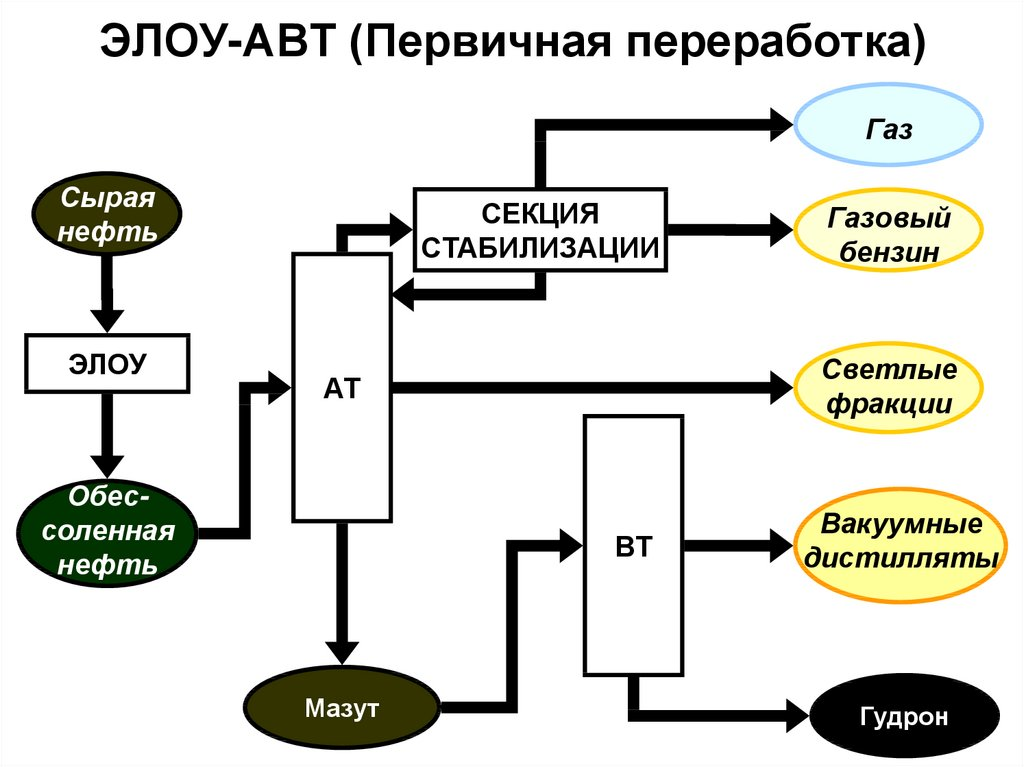 ЭЛОУ-АВТ (Первичная переработка)
Газ
Сырая
нефть
СЕКЦИЯ
СТАБИЛИЗАЦИИ
Газовый
бензин
ЭЛОУ
АТ
Светлые
фракции
Обес-
соленная
нефть
ВТ
Вакуумные
дистилляты
Мазут
Гудрон